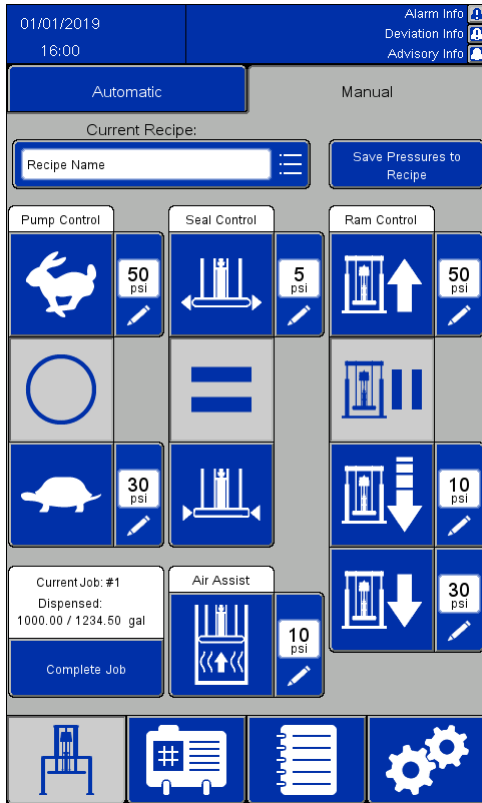 01/01/2019
16:00
Alarm Info
Deviation Info
Advisory Info
Automatic
Manual
Current Recipe:
Recipe Name
Save Pressures to
Recipe
Pump Control
Seal Control
Ram Control
50
psi
5
psi
50
psi
30
psi
10
psi
Current Job: #1
Dispensed:
1000.00 / 1234.50 gal
Complete Job
Air Assist
10
psi
30
psi
#